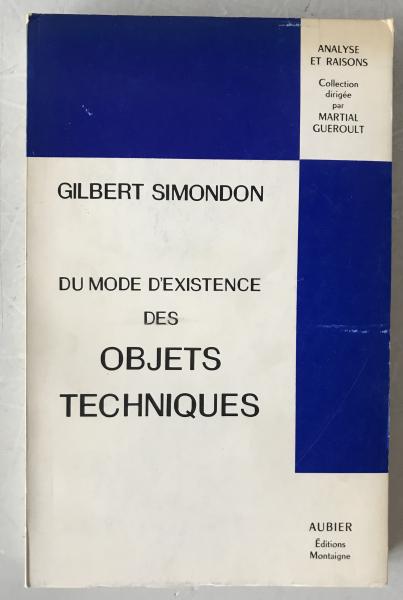 ANALYSE
ET RAISONS
Collection
dirigée
par
MARTIAL
GUEROULT
GILBERT SIMONDON
DU MODE D'EXISTENCE
DES
OBJETS
TECHNIQUES
AUBIER
Éditions
Montaigne